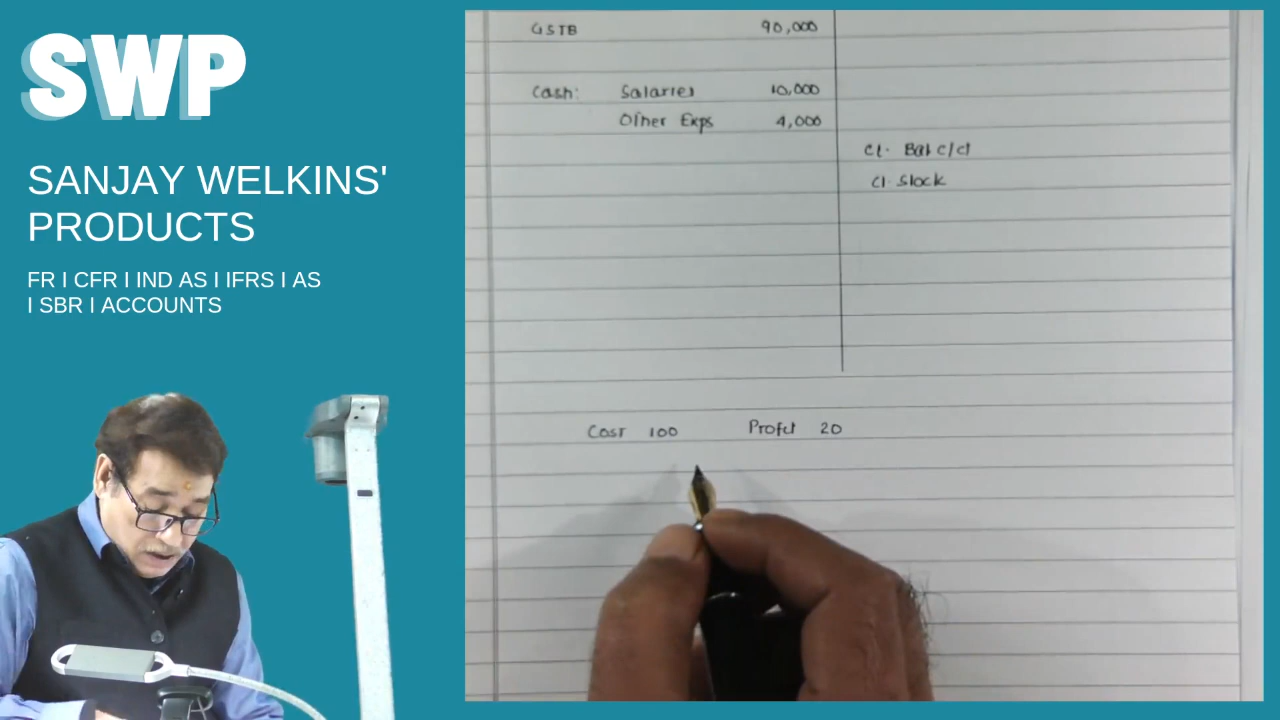 SWP
SANJAY WELKINS'
PRODUCTS
FR I CFR I IND AS I IFRS I AS
I SBR I ACCOUNTS
GSTB 90,000
Cash: Salaries 10,000
Other Exps 4,000
Cl. Bal c/d
Cl. Stock
Cost 100 Profit 20